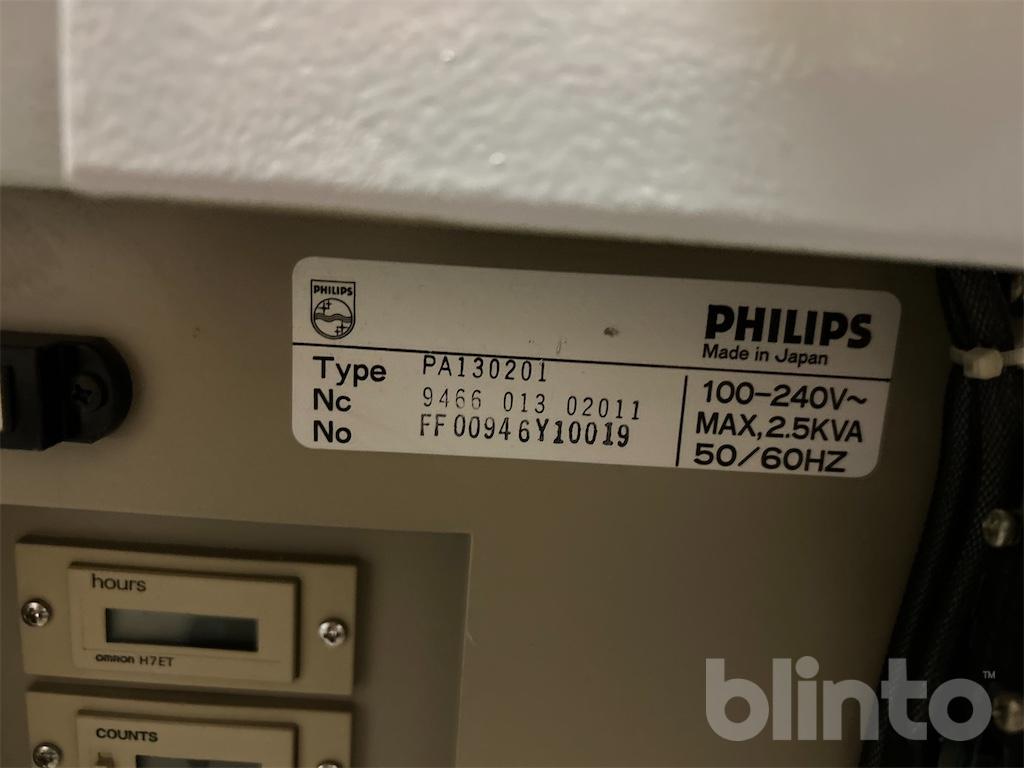 PHILIPS
PHILIPS
Made in Japan
Type PA130201
Nc 9466 013 02011
No FF00946Y10019
100-240V~
MAX, 2.5KVA
50/60HZ
hours
omron H7ET
COUNTS
blinto™